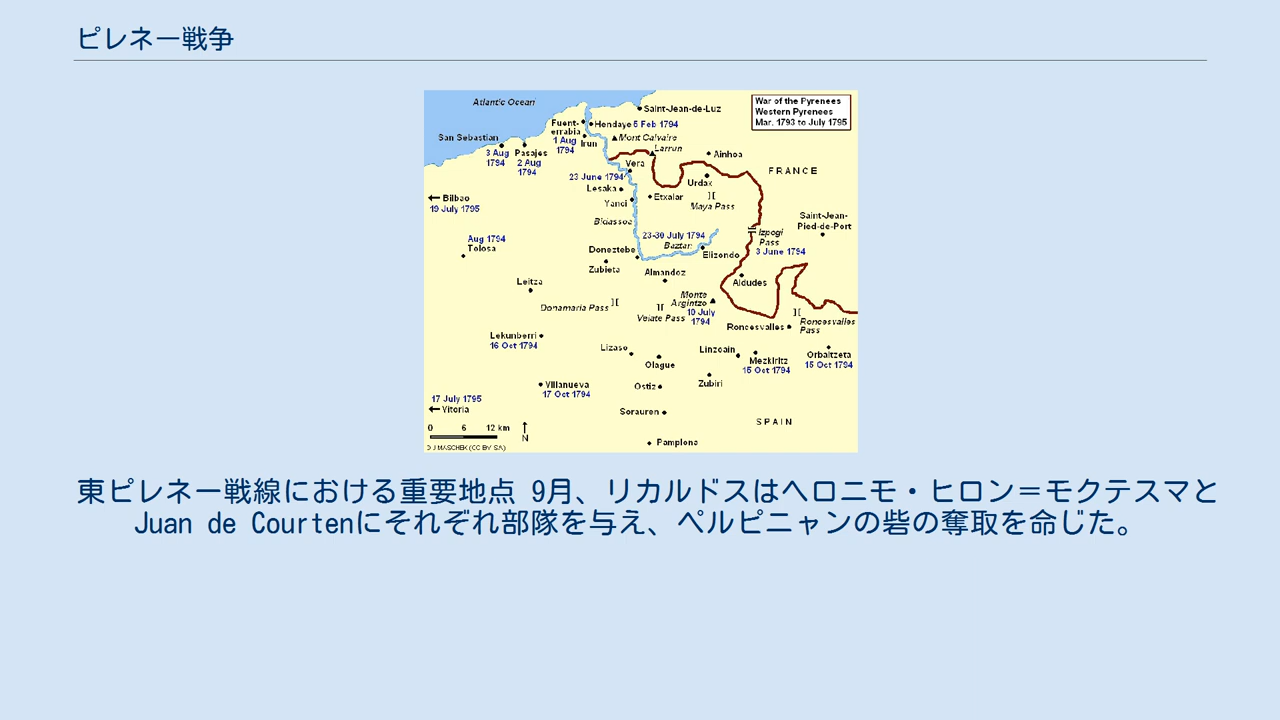 ピレネー戦争
Atlantic Ocean
Saint-Jean-de-Luz
War of the Pyrenees
Western Pyrenees
Mar. 1793 to July 1795
Fuent-
errabia
1 Aug
1794
Hendaye 5 Feb 1794
Irun
San Sebastian
3 Aug
1794
Pasajes
2 Aug
1794
Mont Calvaire
Larrun
Ainhoa
FRANCE
Vera
23 June 1794
Lesaka
Yanci
Etxalar
Urdax
Maya Pass
Bilbao
19 July 1795
Bidassoa
Saint-Jean-
Pied-de-Port
Izpegi
Pass
3 June 1794
23-30 July 1794
Baztan
Elizondo
Aug 1794
Tolosa
Doneztebe
Zubieta
Almandoz
Aldudes
Leitza
Donamaria Pass
Velate Pass
Monte
Argintzo
10 July
1794
Roncesvalles
Roncesvalles
Pass
Lekunberri
16 Oct 1794
Lizaso
Olague
Linzoain
Mezkiritz
15 Oct 1794
Orbaitzeta
15 Oct 1794
Villanueva
17 Oct 1794
Ostiz
Zubiri
17 July 1795
Vitoria
Sorauren
SPAIN
0 6 12 km
N
Pamplona
D J MASCHEK (CC BY SA)
東ピレネー戦線における重要地点 9月、リカルドスはヘロニモ・ヒロン＝モクテスマと
Juan de Courtenにそれぞれ部隊を与え、ペルピニャンの砦の奪取を命じた。